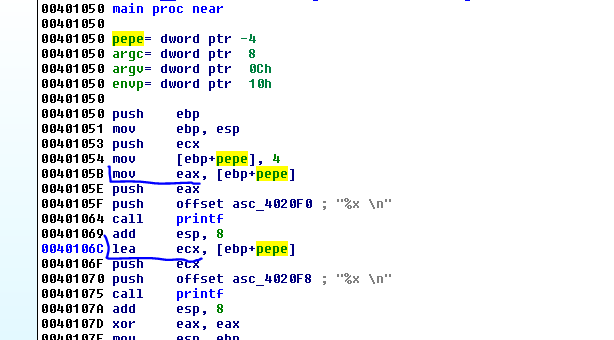 00401050 main proc near
00401050
00401050 pepe= dword ptr -4
00401050 argc= dword ptr  8
00401050 argv= dword ptr  0Ch
00401050 envp= dword ptr  10h
00401050
00401050 push    ebp
00401051 mov     ebp, esp
00401053 push    ecx
00401054 mov     [ebp+pepe], 4
0040105B mov     eax, [ebp+pepe]
0040105E push    eax
0040105F push    offset asc_4020F0 ; "%x \n"
00401064 call    printf
00401069 add     esp, 8
0040106C lea     ecx, [ebp+pepe]
0040106F push    ecx
00401070 push    offset asc_4020F8 ; "%x \n"
00401075 call    printf
0040107A add     esp, 8
0040107D xor     eax, eax
0040107F mov     esp, ebp